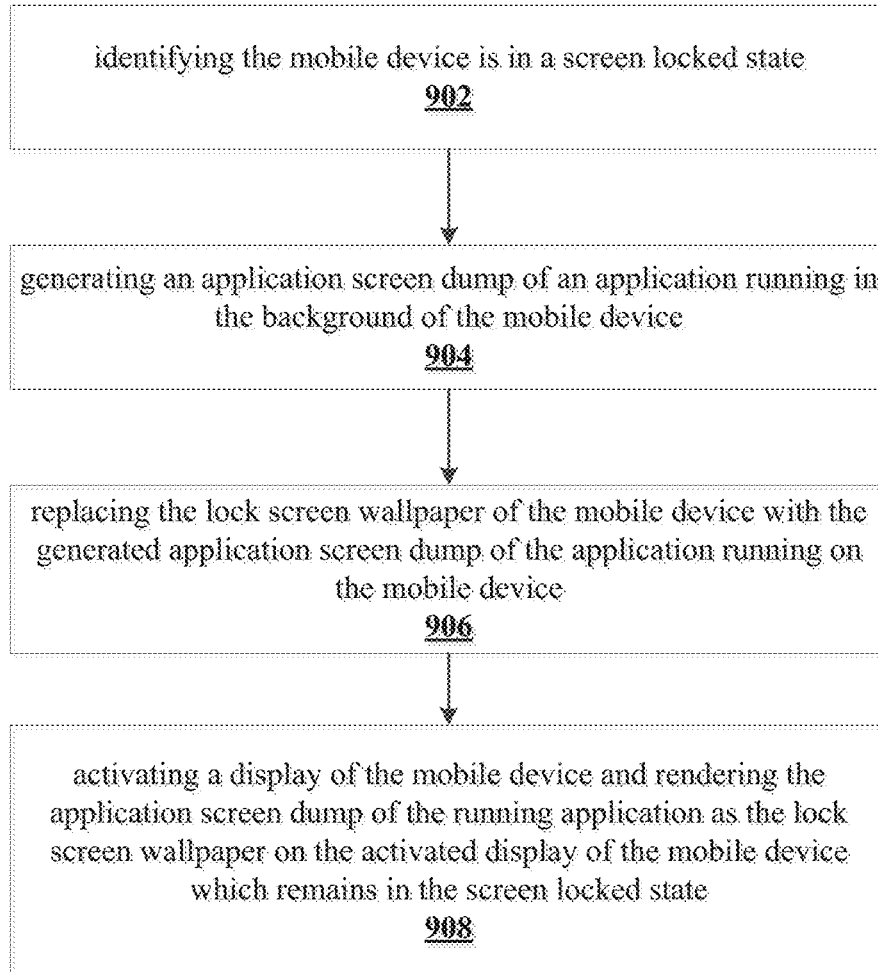 identifying the mobile device is in a screen locked state
902
generating an application screen dump of an application running in
the background of the mobile device
904
replacing the lock screen wallpaper of the mobile device with the
generated application screen dump of the application running on
the mobile device
906
activating a display of the mobile device and rendering the
application screen dump of the running application as the lock
screen wallpaper on the activated display of the mobile device
which remains in the screen locked state
908